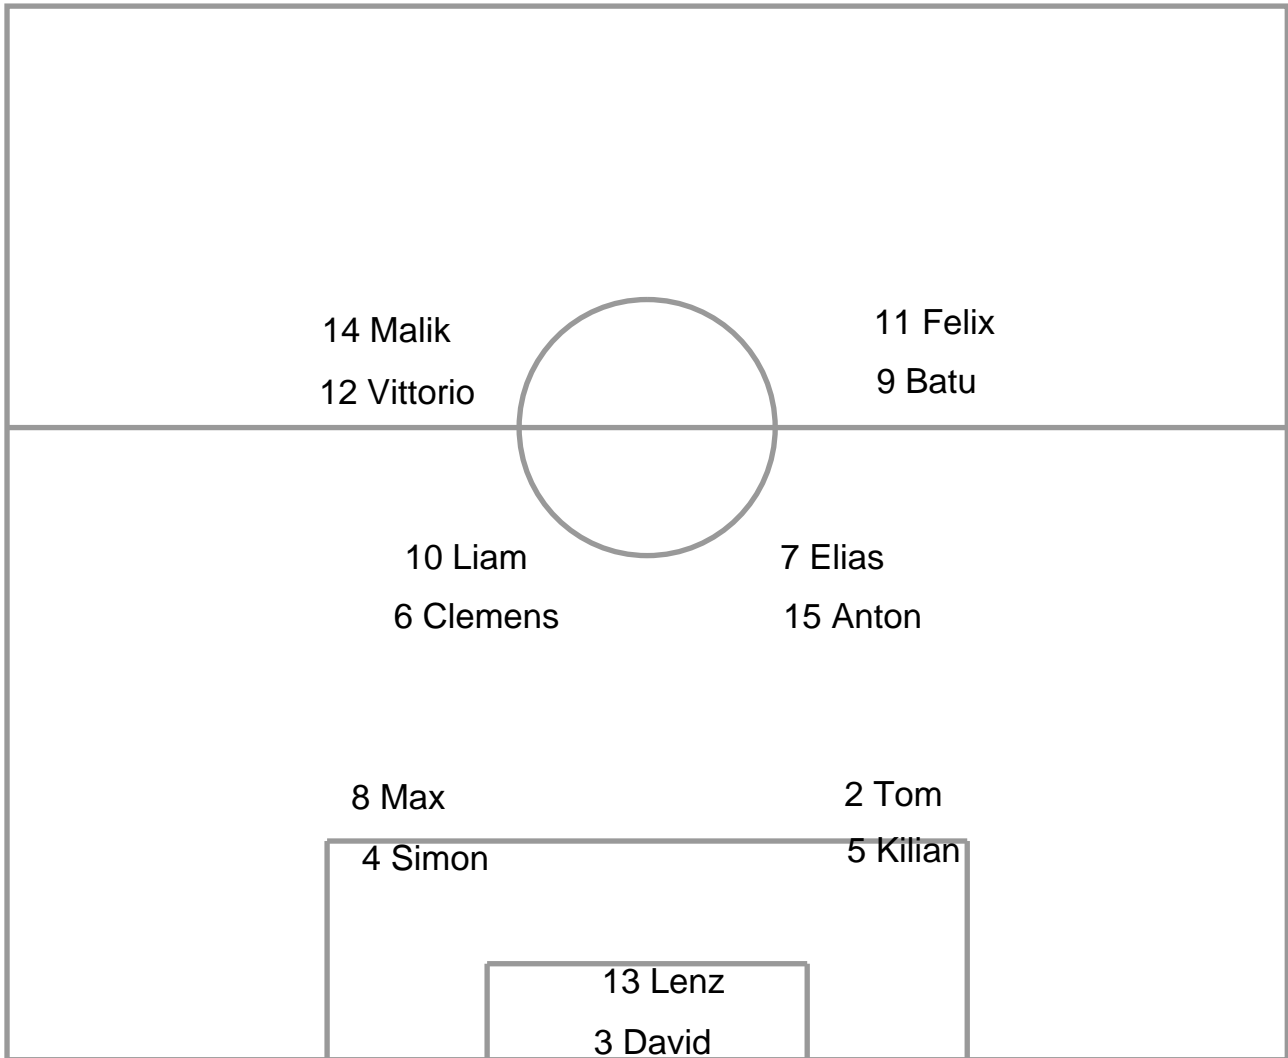 14 Malik
11 Felix
12 Vittorio
9 Batu
10 Liam
7 Elias
6 Clemens
15 Anton
8 Max
2 Tom
4 Simon
5 Kilian
13 Lenz
3 David